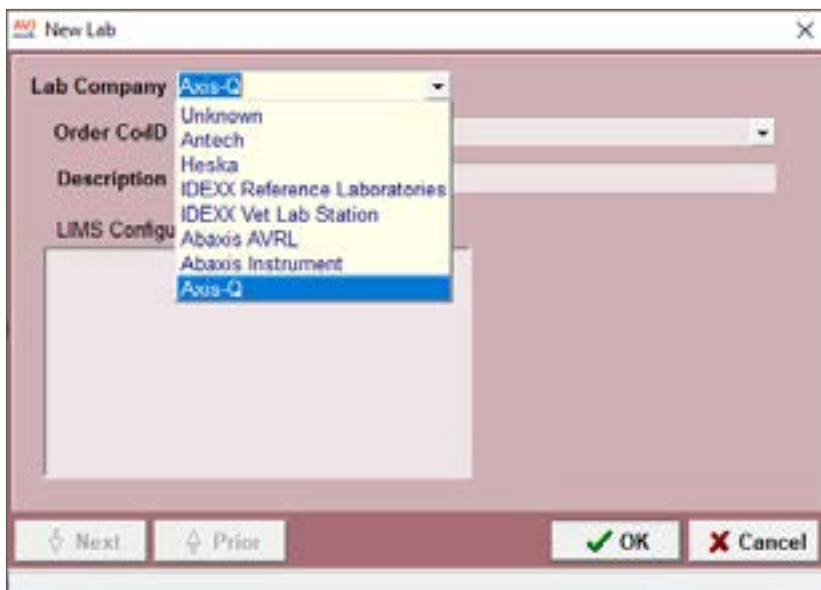 AVI New Lab
Lab Company Axis-Q
Unknown
Order CoID
Antech
Heska
Description
IDEXX Reference Laboratories
IDEXX Vet Lab Station
LIMS Configu
Abaxis AVRL
Abaxis Instrument
Axis-Q
Next Prior OK Cancel